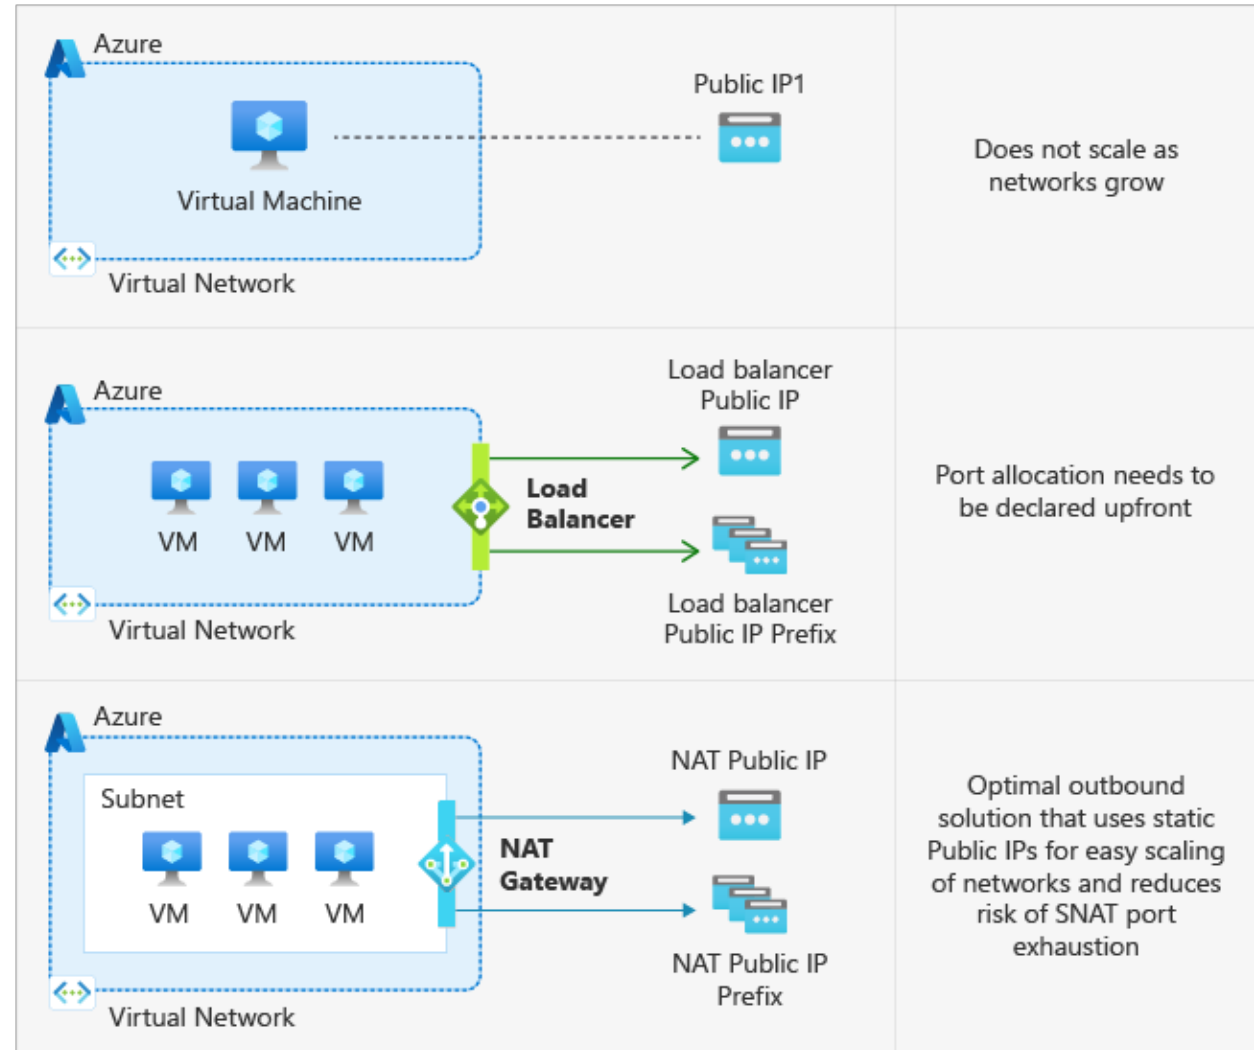 Azure
Public IP1
Virtual Machine
Virtual Network
Does not scale as
networks grow
Azure
Load balancer
Public IP
VM
VM
VM
Load
Balancer
Load balancer
Public IP Prefix
Virtual Network
Port allocation needs to
be declared upfront
Azure
Subnet
VM
VM
VM
NAT
Gateway
NAT Public IP
NAT Public IP
Prefix
Virtual Network
Optimal outbound
solution that uses static
Public IPs for easy scaling
of networks and reduces
risk of SNAT port
exhaustion